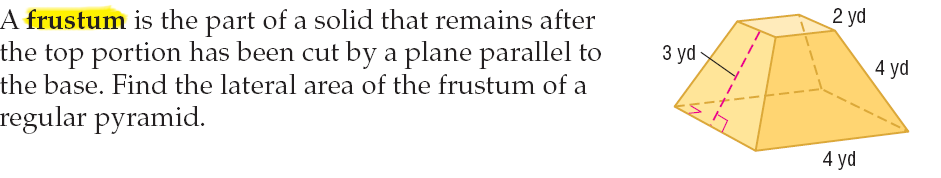 A frustum is the part of a solid that remains after
the top portion has been cut by a plane parallel to
the base. Find the lateral area of the frustum of a
regular pyramid.
2 yd
3 yd
4 yd
4 yd